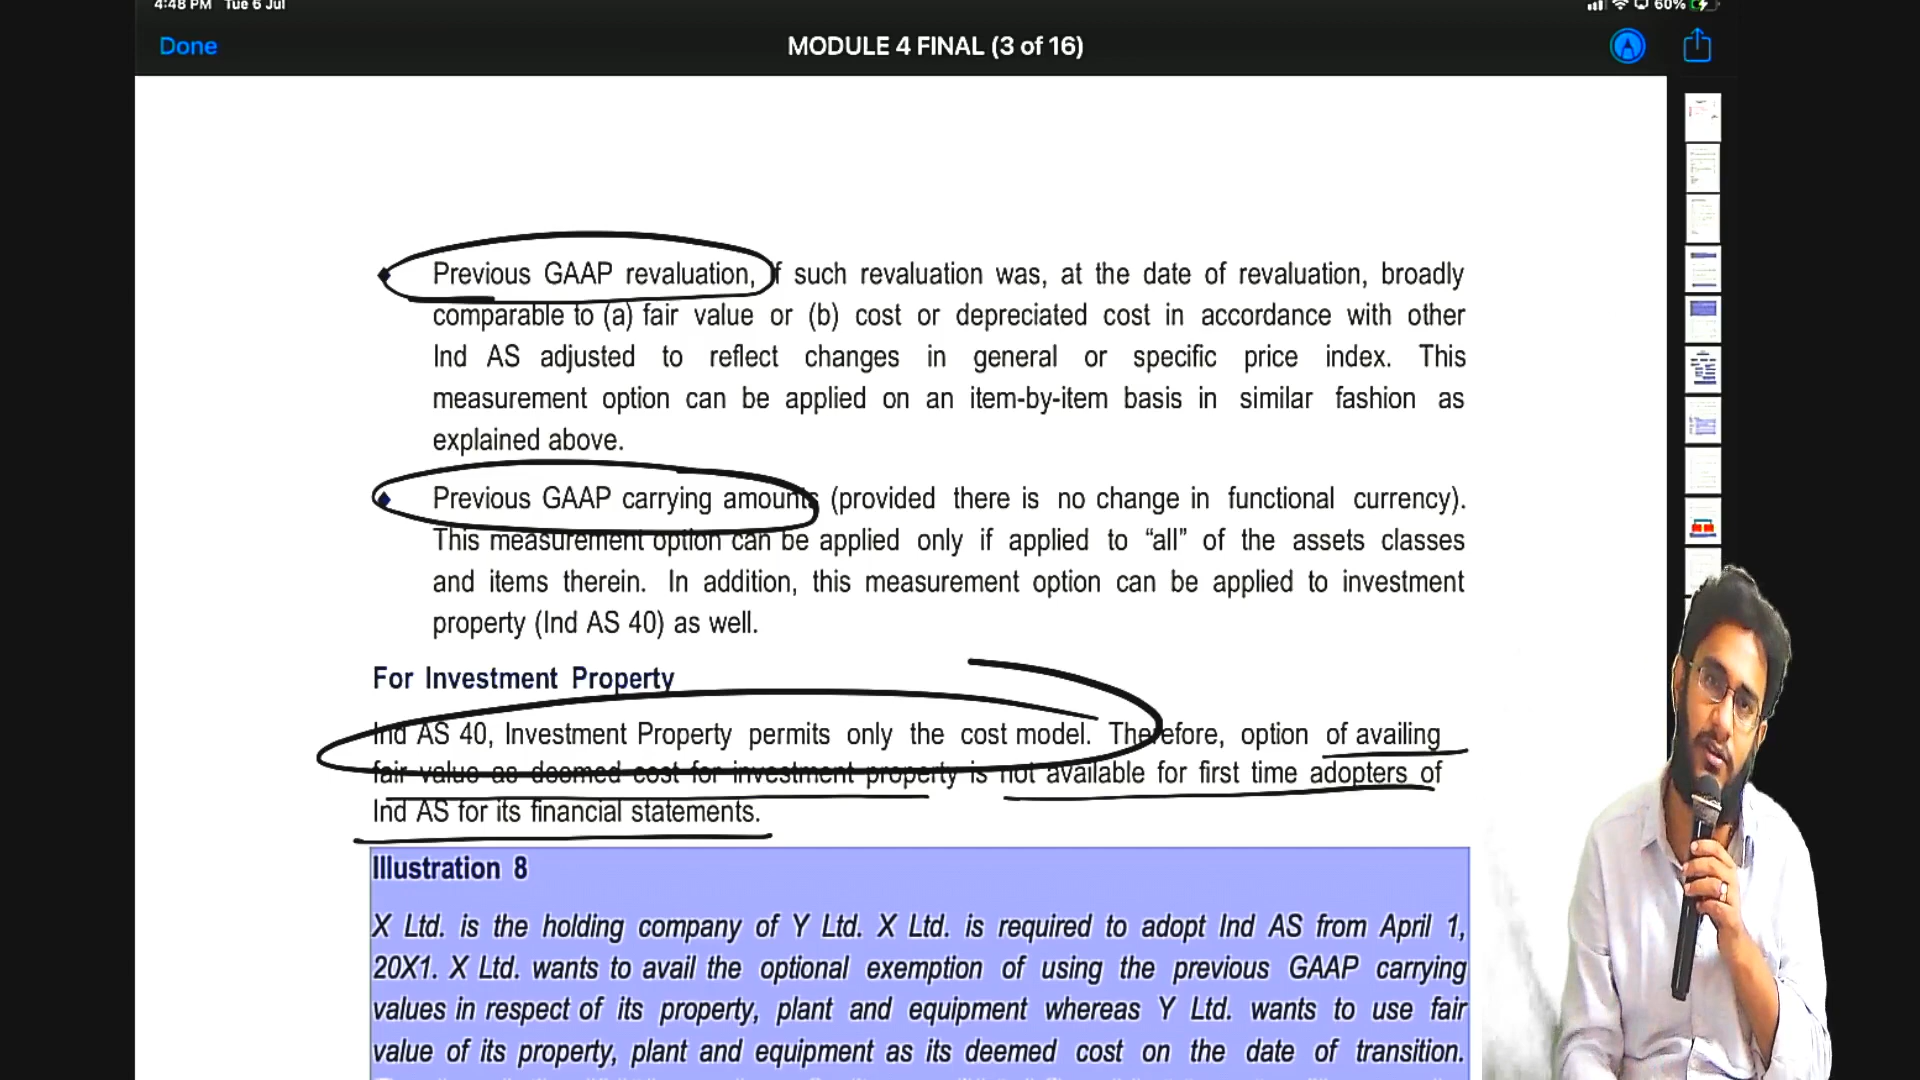 4:48 PM Tue 6 Jul
60%
Done
MODULE 4 FINAL (3 of 16)
Previous GAAP revaluation, if such revaluation was, at the date of revaluation, broadly
comparable to (a) fair value or (b) cost or depreciated cost in accordance with other
Ind AS adjusted to reflect changes in general or specific price index. This
measurement option can be applied on an item-by-item basis in similar fashion as
explained above.
Previous GAAP carrying amounts (provided there is no change in functional currency).
This measurement option can be applied only if applied to “all” of the assets classes
and items therein. In addition, this measurement option can be applied to investment
property (Ind AS 40) as well.
For Investment Property
Ind AS 40, Investment Property permits only the cost model. Therefore, option of availing
fair value as deemed cost for investment property is not available for first time adopters of
Ind AS for its financial statements.
Illustration 8
X Ltd. is the holding company of Y Ltd. X Ltd. is required to adopt Ind AS from April 1,
20X1. X Ltd. wants to avail the optional exemption of using the previous GAAP carrying
values in respect of its property, plant and equipment whereas Y Ltd. wants to use fair
value of its property, plant and equipment as its deemed cost on the date of transition.